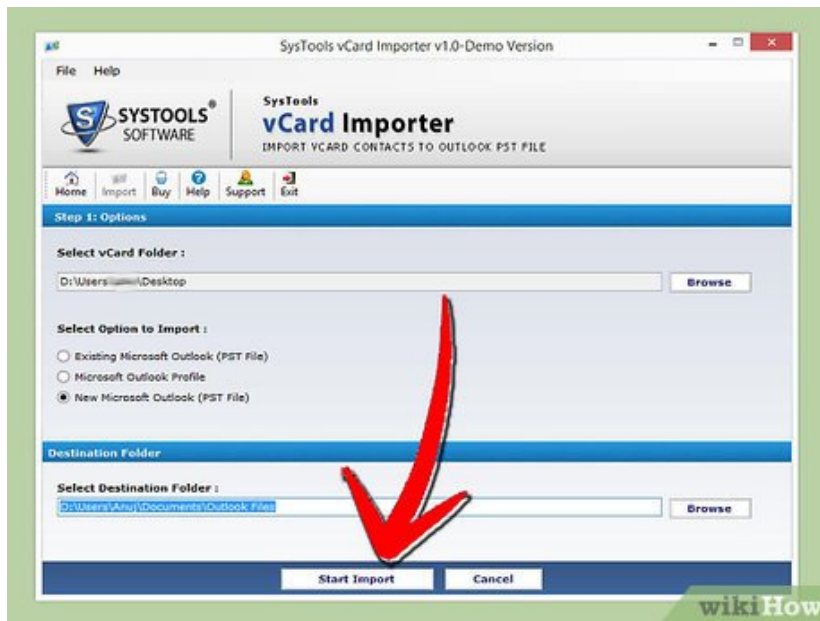 SysTools vCard Importer v1.0-Demo Version
File Help
SYSTOOLS®
SOFTWARE
SysTools
vCard Importer
IMPORT VCARD CONTACTS TO OUTLOOK PST FILE
Home Import Buy Help Support Exit
Step 1: Options
Select vCard Folder :
D:\Users\ \Desktop
Browse
Select Option to Import :
Existing Microsoft Outlook (PST File)
Microsoft Outlook Profile
New Microsoft Outlook (PST File)
Destination Folder
Select Destination Folder :
D:\Users\Anuj\Documents\Outlook Files
Browse
Start Import Cancel
wikiHow